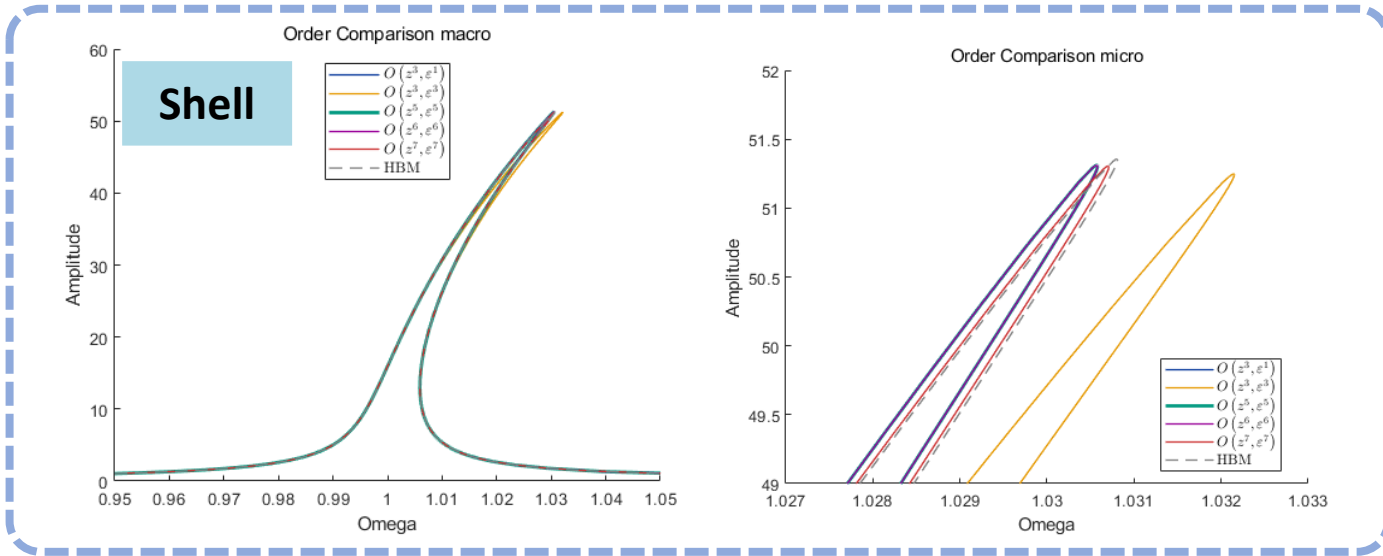 Order Comparison macro
Shell
60
50
40
30
20
10
0
Amplitude
O(z³, ε¹)
O(z³, ε³)
O(z⁵, ε⁵)
O(z⁶, ε⁶)
O(z⁷, ε⁷)
HBM
0.95 0.96 0.97 0.98 0.99 1 1.01 1.02 1.03 1.04 1.05
Omega
Order Comparison micro
52
51.5
51
50.5
50
49.5
49
Amplitude
O(z³, ε¹)
O(z³, ε³)
O(z⁵, ε⁵)
O(z⁶, ε⁶)
O(z⁷, ε⁷)
HBM
1.027 1.028 1.029 1.03 1.031 1.032 1.033
Omega